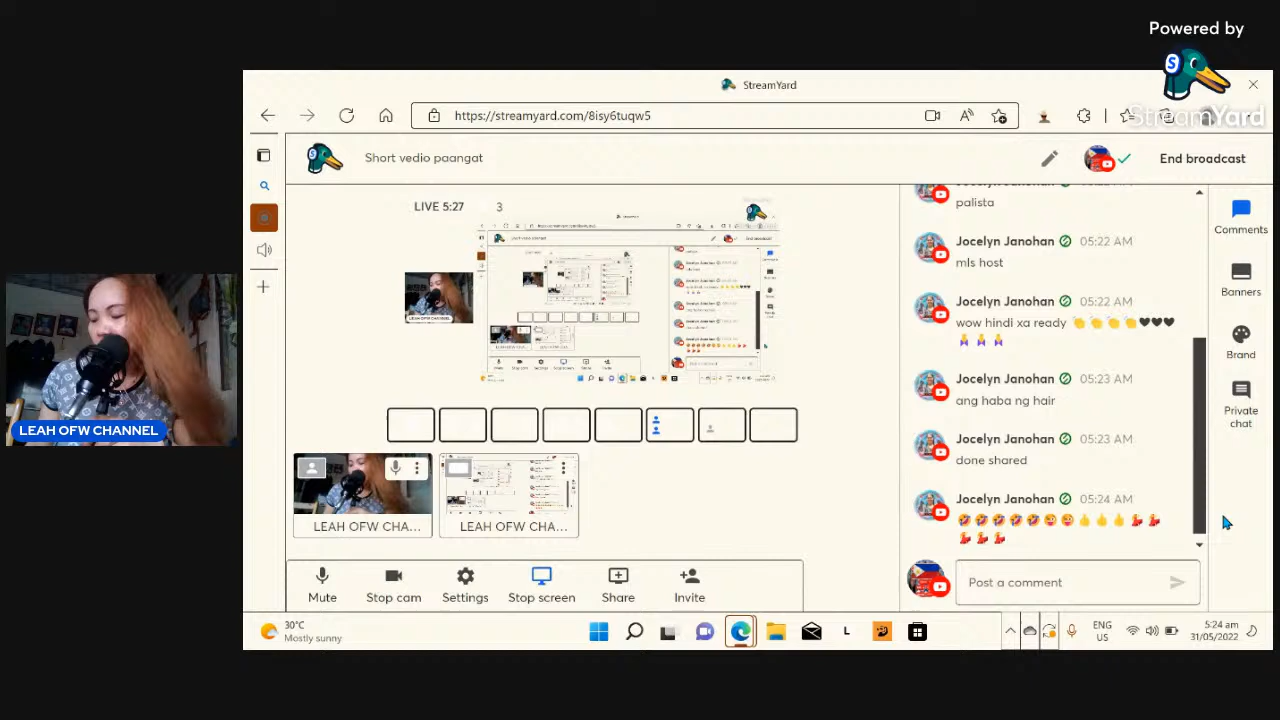 Powered by
StreamYard
StreamYard
https://streamyard.com/8isy6tuqw5
Short vedio paangat
End broadcast
LIVE 5:27
3
palista
Jocelyn Janohan 05:22 AM
mls host
Jocelyn Janohan 05:22 AM
wow hindi xa ready 👏👏👏👏🖤🖤🖤
Jocelyn Janohan 05:23 AM
ang haba ng hair
Jocelyn Janohan 05:23 AM
done shared
Jocelyn Janohan 05:24 AM
🤣🤣🤣🤣🤣😜😜👍👍👍💃💃
💃💃💃
Post a comment
Comments
Banners
Brand
Private
chat
LEAH OFW CHANNEL
LEAH OFW CHA...
LEAH OFW CHA...
Mute
Stop cam
Settings
Stop screen
Share
Invite
30°C
Mostly sunny
L
ENG
US
5:24 am
31/05/2022